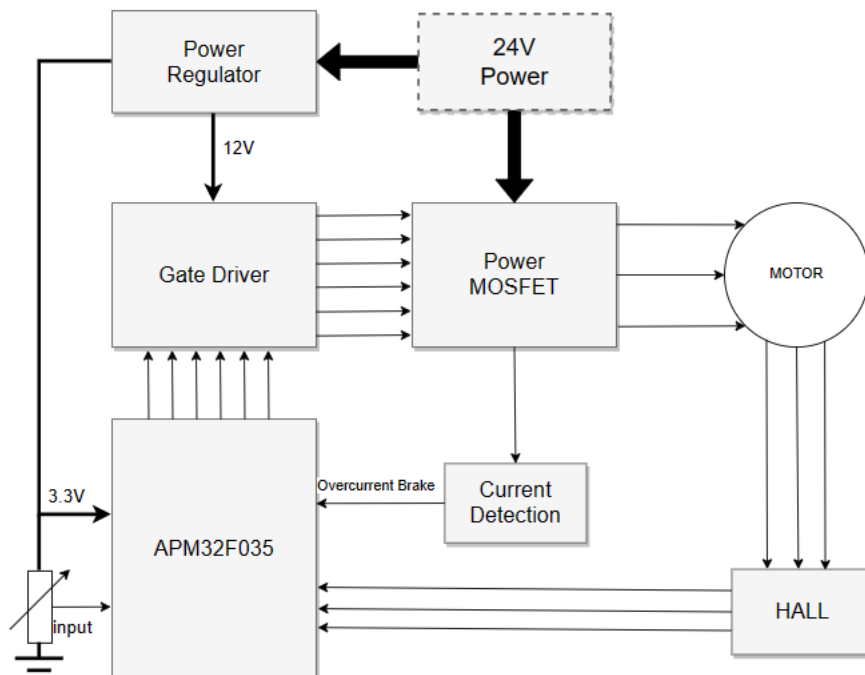 Power
Regulator
24V
Power
12V
Gate Driver
Power
MOSFET
MOTOR
Overcurrent Brake
Current
Detection
3.3V
APM32F035
input
HALL